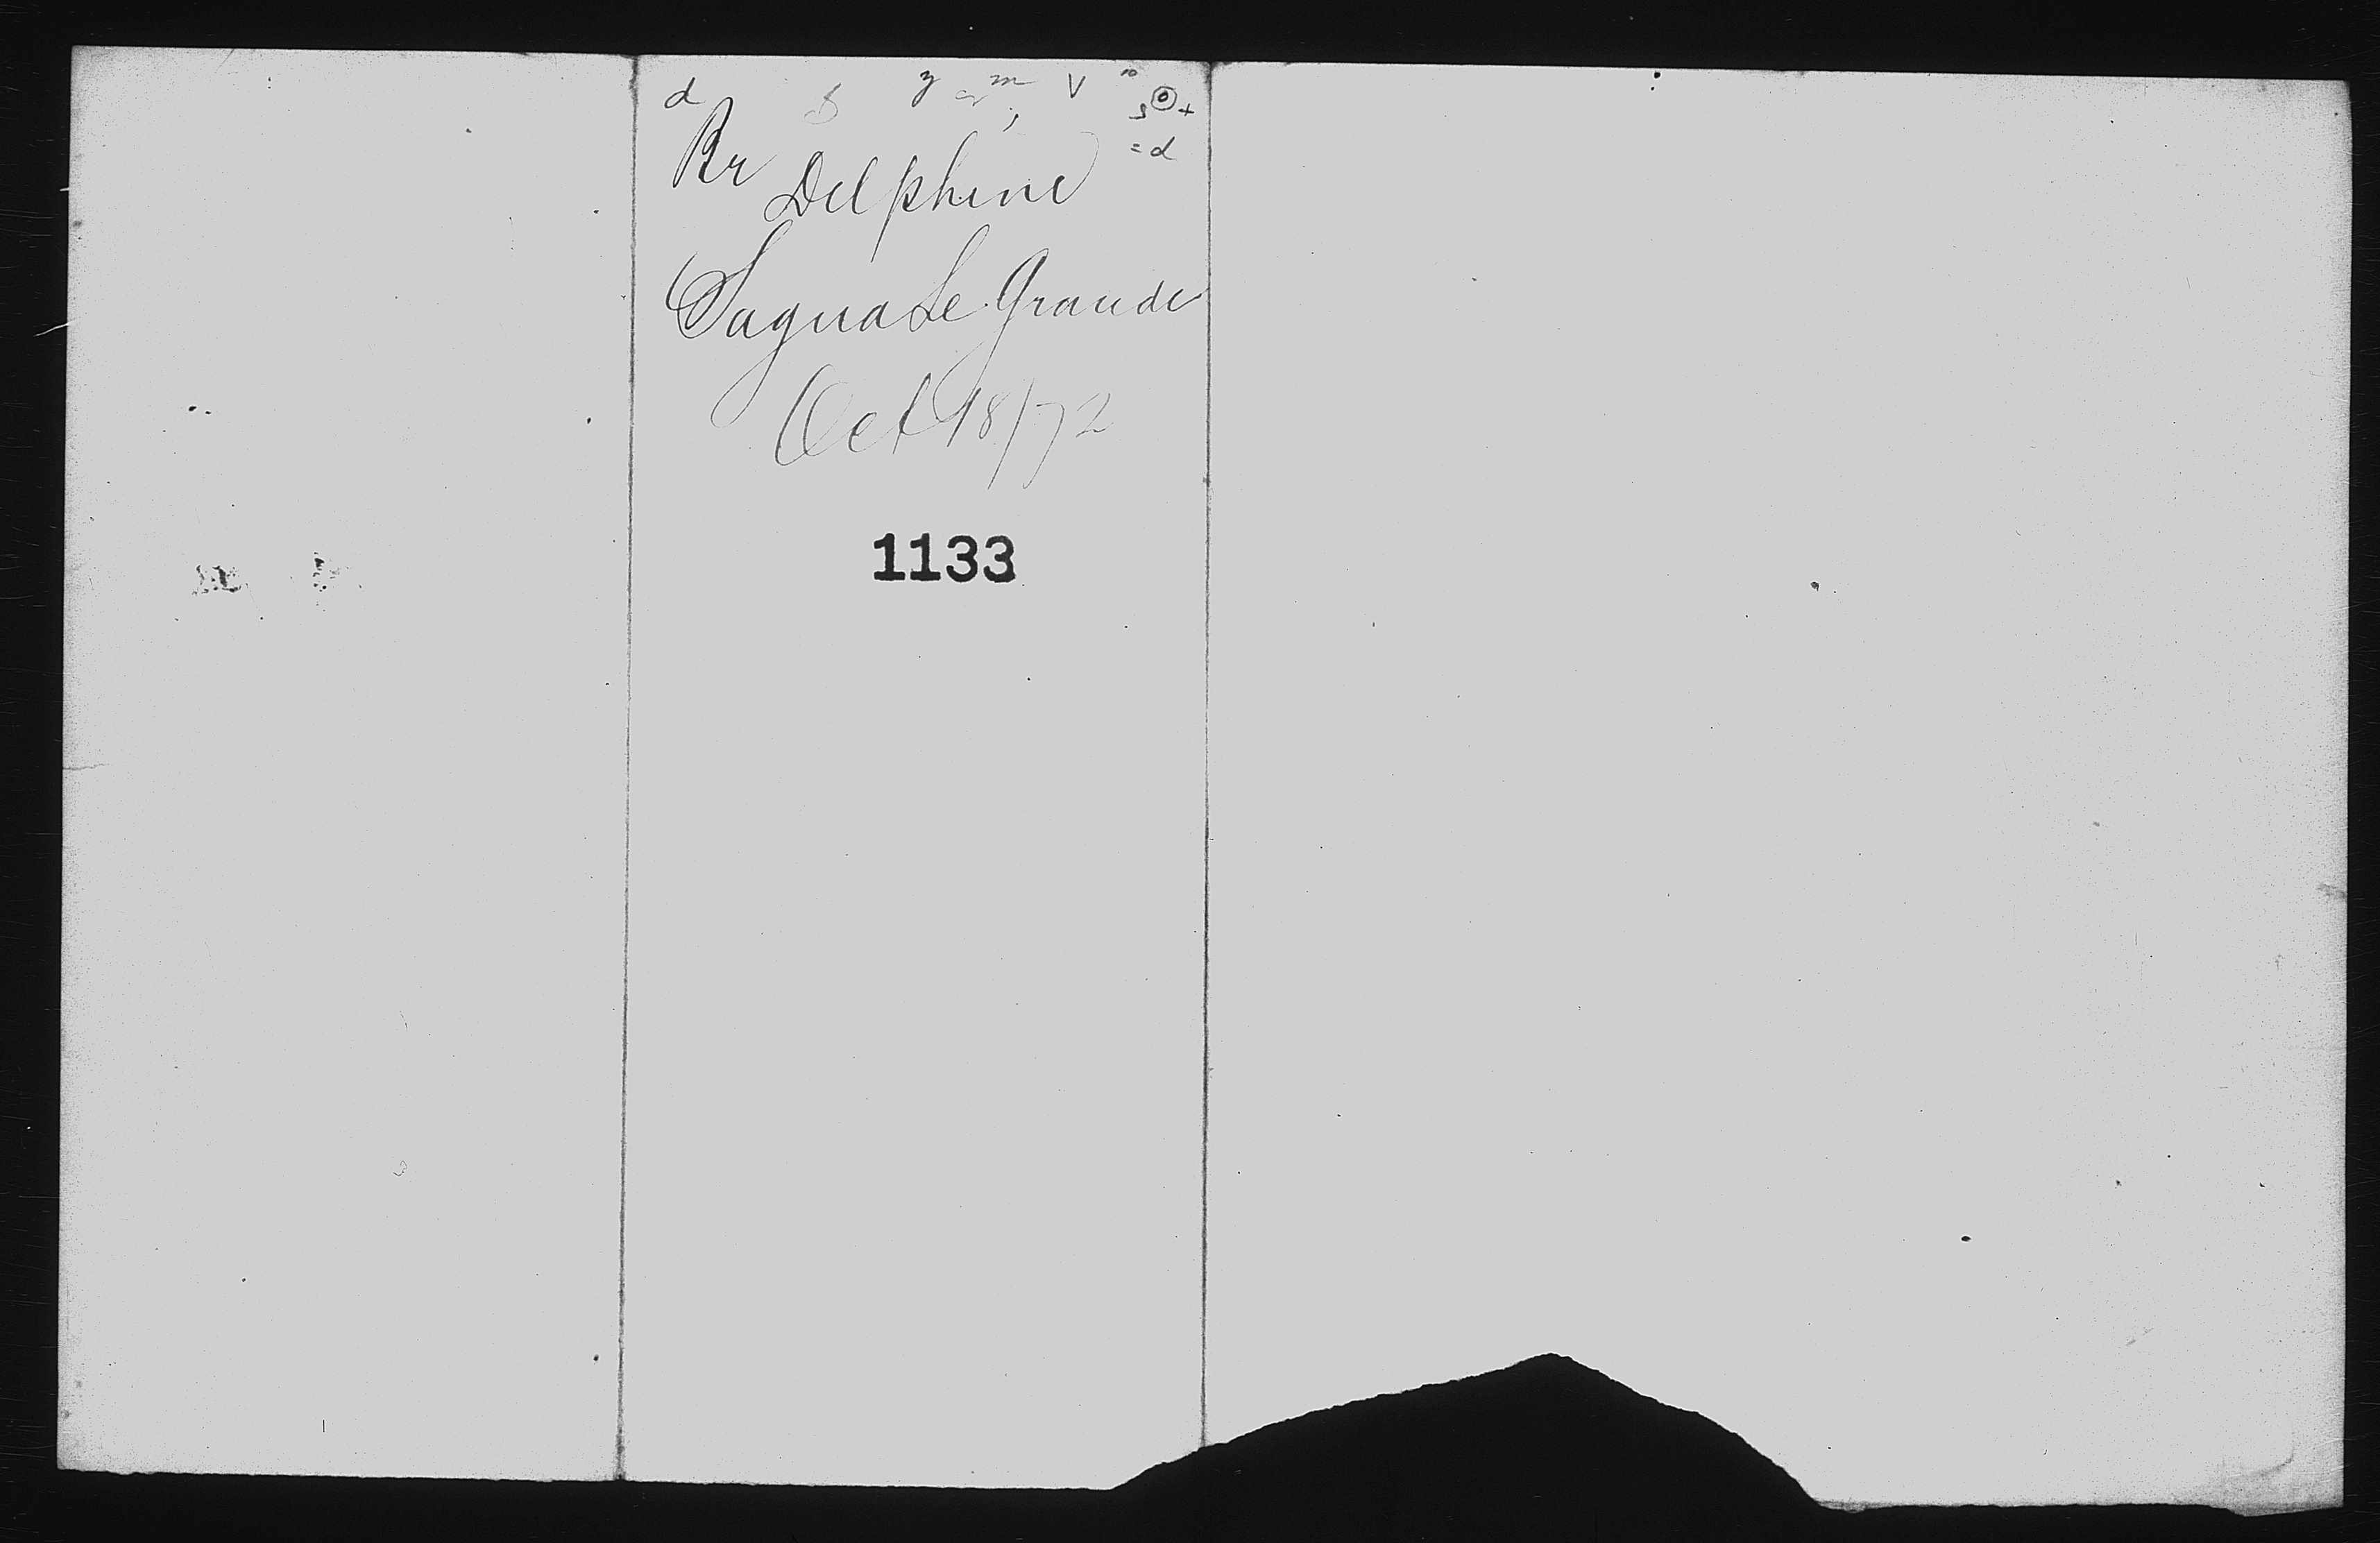 Br Delphine
Sagua Le Grande
Oct 18/72
1133